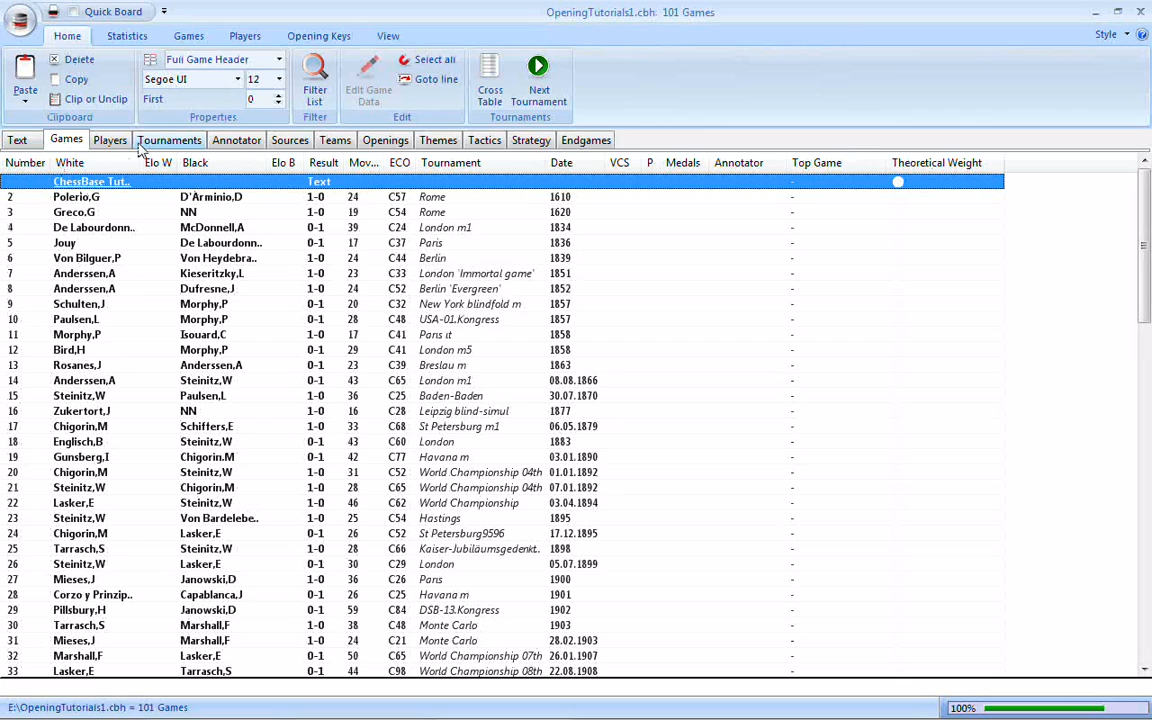 Quick Board
OpeningTutorials1.cbh: 101 Games
Home Statistics Games Players Opening Keys View Style
Paste
Delete
Copy
Clip or Unclip
Clipboard
Full Game Header
Segoe UI 12
First 0
Properties
Filter List
Filter
Edit Game Data
Select all
Goto line
Edit
Cross Table
Next Tournament
Tournaments
Text Games Players Tournaments Annotator Sources Teams Openings Themes Tactics Strategy Endgames
Number White Elo W Black Elo B Result Mov... ECO Tournament Date VCS P Medals Annotator Top Game Theoretical Weight
ChessBase Tut.. Text -
2 Polerio,G D'Arminio,D 1-0 24 C57 Rome 1610 -
3 Greco,G NN 1-0 19 C54 Rome 1620 -
4 De Labourdonn.. McDonnell,A 0-1 39 C24 London m1 1834 -
5 Jouy De Labourdonn.. 0-1 17 C37 Paris 1836 -
6 Von Bilguer,P Von Heydebra.. 1-0 24 C44 Berlin 1839 -
7 Anderssen,A Kieseritzky,L 1-0 23 C33 London 'Immortal game' 1851 -
8 Anderssen,A Dufresne,J 1-0 24 C52 Berlin 'Evergreen' 1852 -
9 Schulten,J Morphy,P 0-1 20 C32 New York blindfold m 1857 -
10 Paulsen,L Morphy,P 0-1 28 C48 USA-01.Kongress 1857 -
11 Morphy,P Isouard,C 1-0 17 C41 Paris it 1858 -
12 Bird,H Morphy,P 0-1 29 C41 London m5 1858 -
13 Rosanes,J Anderssen,A 0-1 23 C39 Breslau m 1863 -
14 Anderssen,A Steinitz,W 0-1 43 C65 London m1 08.08.1866 -
15 Steinitz,W Paulsen,L 1-0 36 C25 Baden-Baden 30.07.1870 -
16 Zukertort,J NN 1-0 16 C28 Leipzig blind-simul 1877 -
17 Chigorin,M Schiffers,E 1-0 33 C68 St Petersburg m1 06.05.1879 -
18 Englisch,B Steinitz,W 0-1 43 C60 London 1883 -
19 Gunsberg,I Chigorin,M 0-1 42 C77 Havana m 03.01.1890 -
20 Chigorin,M Steinitz,W 1-0 31 C52 World Championship 04th 01.01.1892 -
21 Steinitz,W Chigorin,M 1-0 28 C65 World Championship 04th 07.01.1892 -
22 Lasker,E Steinitz,W 1-0 46 C62 World Championship 03.04.1894 -
23 Steinitz,W Von Bardelebe.. 1-0 25 C54 Hastings 1895 -
24 Chigorin,M Lasker,E 0-1 26 C52 St Petersburg9596 17.12.1895 -
25 Tarrasch,S Steinitz,W 1-0 28 C66 Kaiser-Jubiläumsgedenkt.. 1898 -
26 Steinitz,W Lasker,E 0-1 30 C29 London 05.07.1899 -
27 Mieses,J Janowski,D 1-0 36 C26 Paris 1900 -
28 Corzo y Prinzip.. Capablanca,J 0-1 26 C25 Havana m 1901 -
29 Pillsbury,H Janowski,D 0-1 59 C84 DSB-13.Kongress 1902 -
30 Tarrasch,S Marshall,F 1-0 38 C48 Monte Carlo 1903 -
31 Mieses,J Marshall,F 0-1 24 C21 Monte Carlo 28.02.1903 -
32 Marshall,F Lasker,E 0-1 50 C65 World Championship 07th 26.01.1907 -
33 Lasker,E Tarrasch,S 0-1 44 C98 World Championship 08th 22.08.1908 -
E:\OpeningTutorials1.cbh = 101 Games 100%